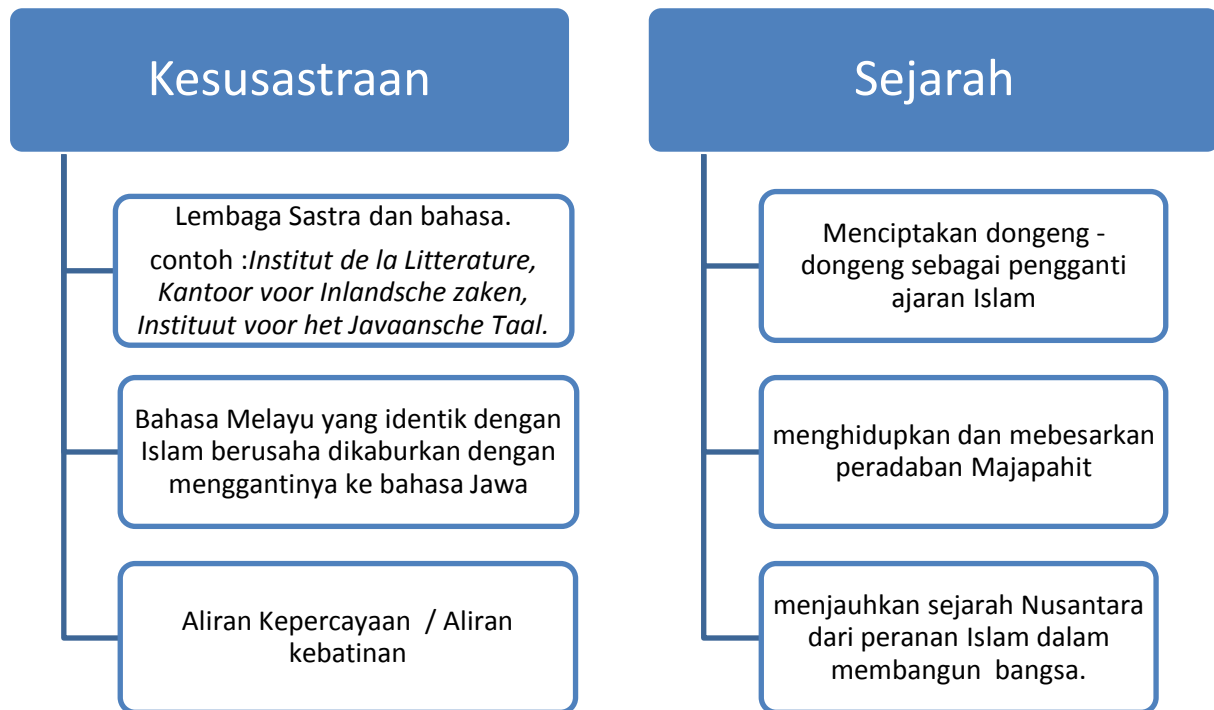 Kesusastraan
Lembaga Sastra dan bahasa.
contoh :Institut de la Litterature,
Kantoor voor Inlandsche zaken,
Instituut voor het Javaansche Taal.
Bahasa Melayu yang identik dengan
Islam berusaha dikaburkan dengan
menggantinya ke bahasa Jawa
Aliran Kepercayaan / Aliran
kebatinan
Sejarah
Menciptakan dongeng -
dongeng sebagai pengganti
ajaran Islam
menghidupkan dan mebesarkan
peradaban Majapahit
menjauhkan sejarah Nusantara
dari peranan Islam dalam
membangun bangsa.